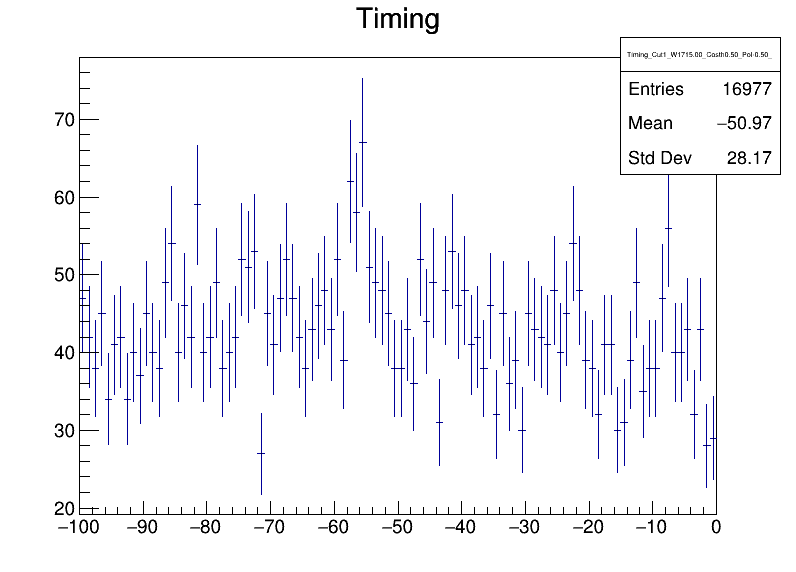 Timing
Timing_Cut1_W1715.00_Costh0.50_Pol-0.50_
Entries 16977
Mean −50.97
Std Dev 28.17
70
60
50
40
30
20
−100 −90 −80 −70 −60 −50 −40 −30 −20 −10 0